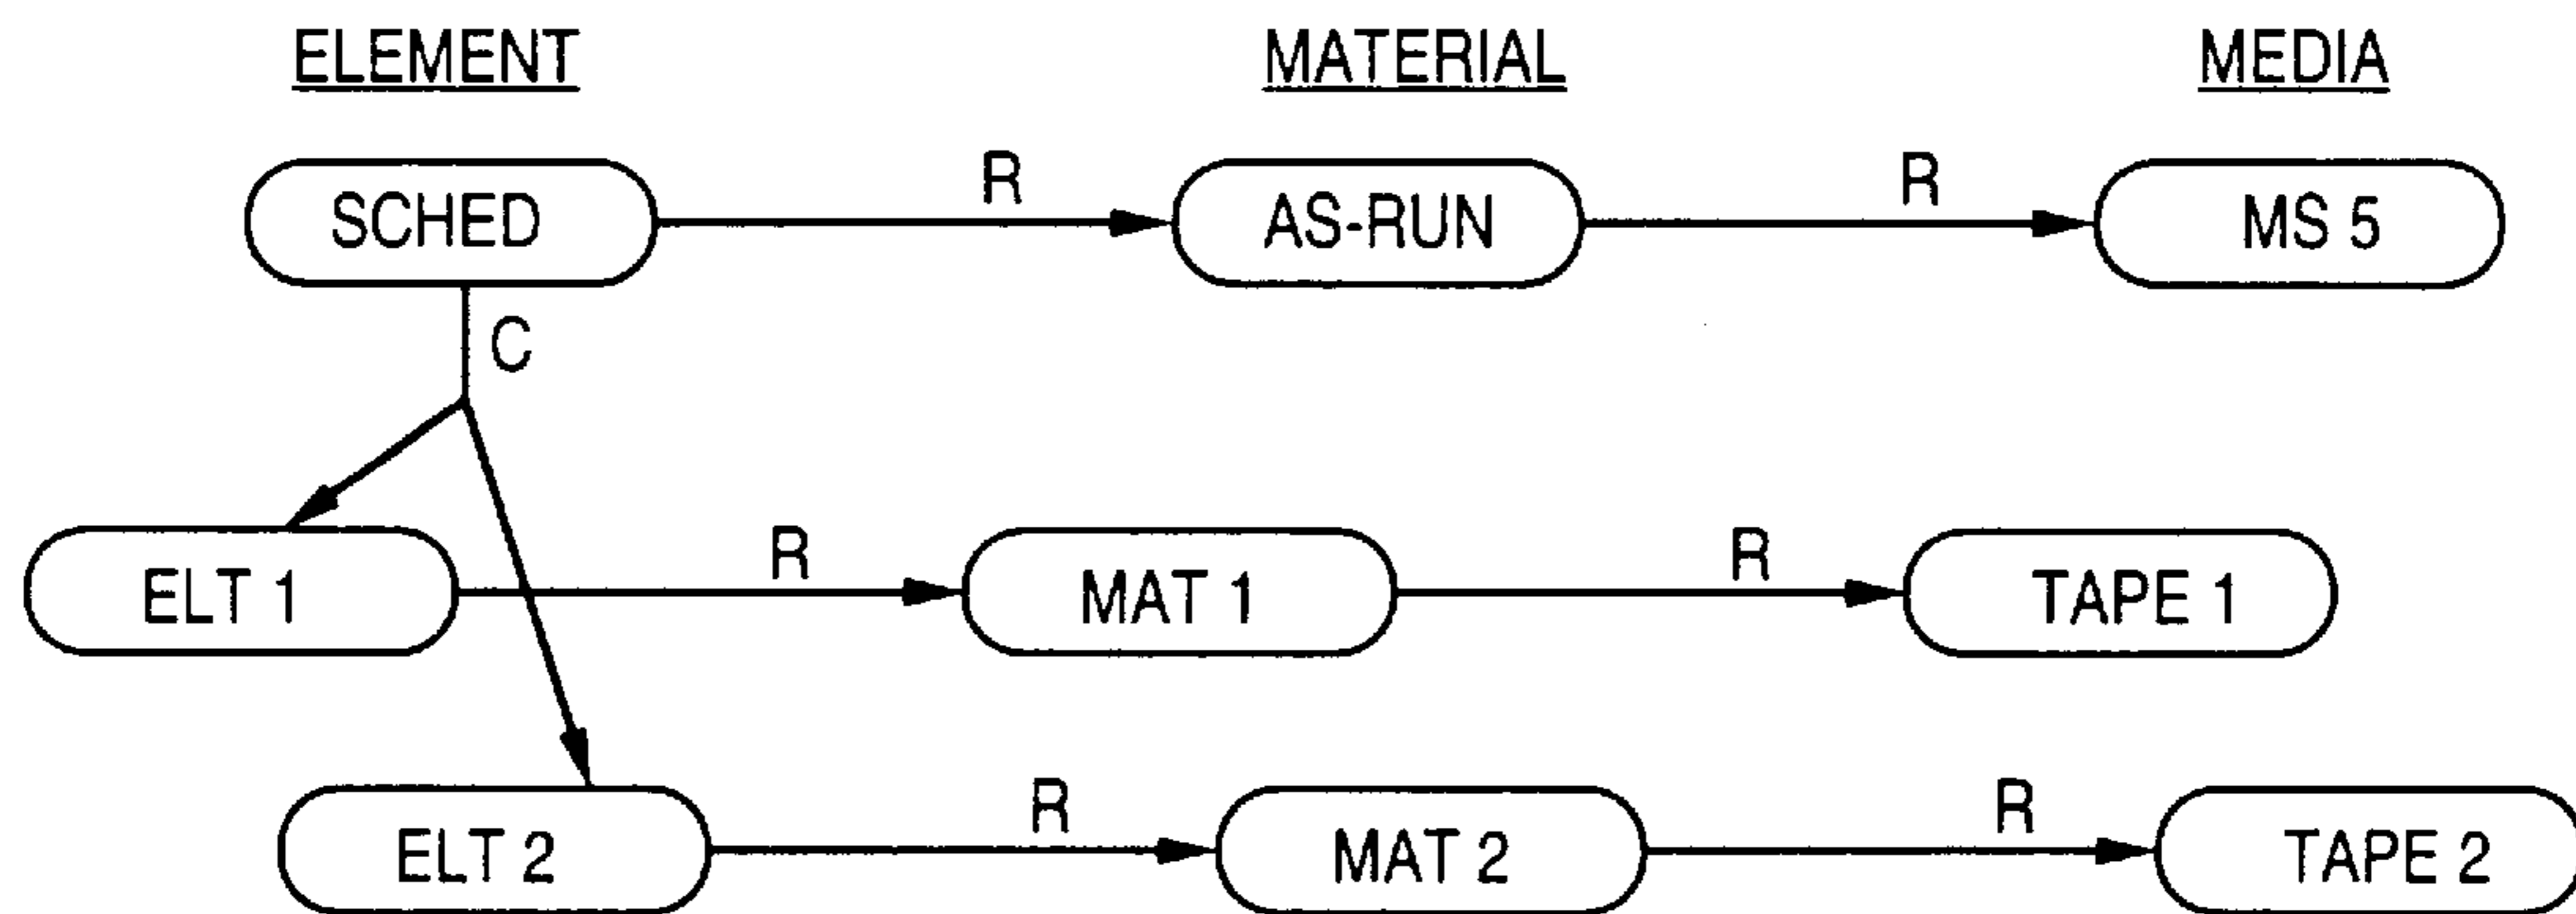 ELEMENT MATERIAL MEDIA
SCHED R AS-RUN R MS 5
C
ELT 1 R MAT 1 R TAPE 1
ELT 2 R MAT 2 R TAPE 2